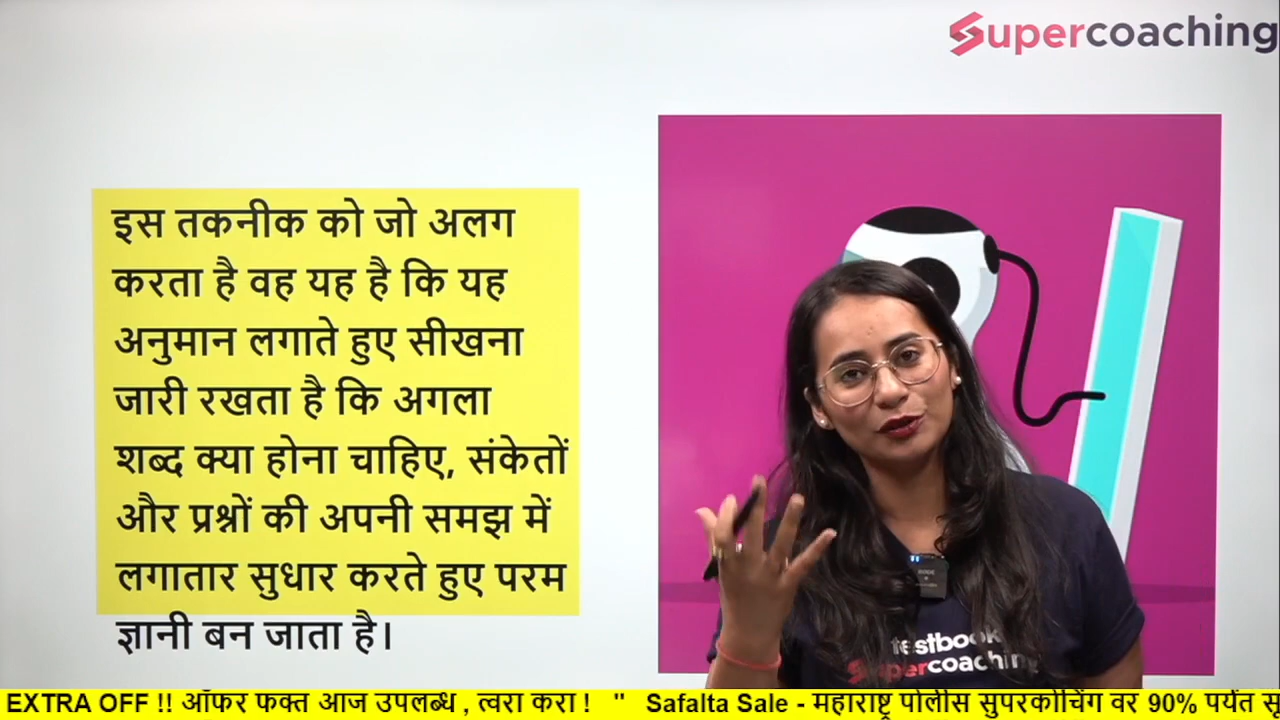 Supercoaching
इस तकनीक को जो अलग
करता है वह यह है कि यह
अनुमान लगाते हुए सीखना
जारी रखता है कि अगला
शब्द क्या होना चाहिए, संकेतों
और प्रश्नों की अपनी समझ में
लगातार सुधार करते हुए परम
ज्ञानी बन जाता है।
testbook
Supercoaching
EXTRA OFF !! ऑफर फक्त आज उपलब्ध , त्वरा करा ! " Safalta Sale - महाराष्ट्र पोलीस सुपरकोचिंग वर 90% पर्यंत